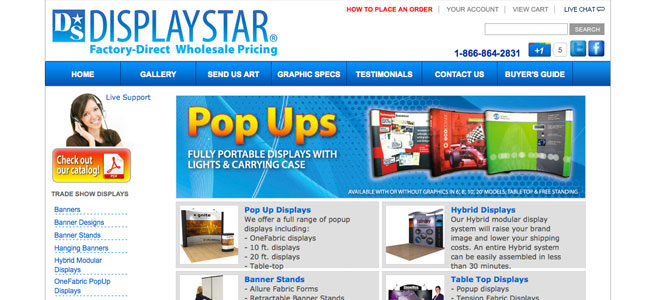 HOW TO PLACE AN ORDER | YOUR ACCOUNT | VIEW CART | LIVE CHAT
DS DISPLAYSTAR®
Factory-Direct Wholesale Pricing
SEARCH
1-866-864-2831 +1 5
HOME GALLERY SEND US ART GRAPHIC SPECS TESTIMONIALS CONTACT US BUYER'S GUIDE
Live Support
Check out
our catalog! PDF
TRADE SHOW DISPLAYS
Banners
Banner Designs
Banner Stands
Hanging Banners
Hybrid Modular
Displays
OneFabric PopUp
Displays
Pop Ups
FULLY PORTABLE DISPLAYS WITH
LIGHTS & CARRYING CASE
AVAILABLE WITH OR WITHOUT GRAPHICS IN 6', 8', 10', 20' MODELS, TABLE TOP & FREE STANDING.
Pop Up Displays
We offer a full range of popup
displays including:
- OneFabric displays
- 10 ft. displays
- 20 ft. displays
- Table-top
Hybrid Displays
Our Hybrid modular display
system will raise your brand
image and lower your shipping
costs. An entire Hybrid system
can be easily assembled in less
than 30 minutes.
Banner Stands
- Allure Fabric Forms
- Retractable Banner Stands
Table Top Displays
- Popup displays
- Tension Fabric Displays